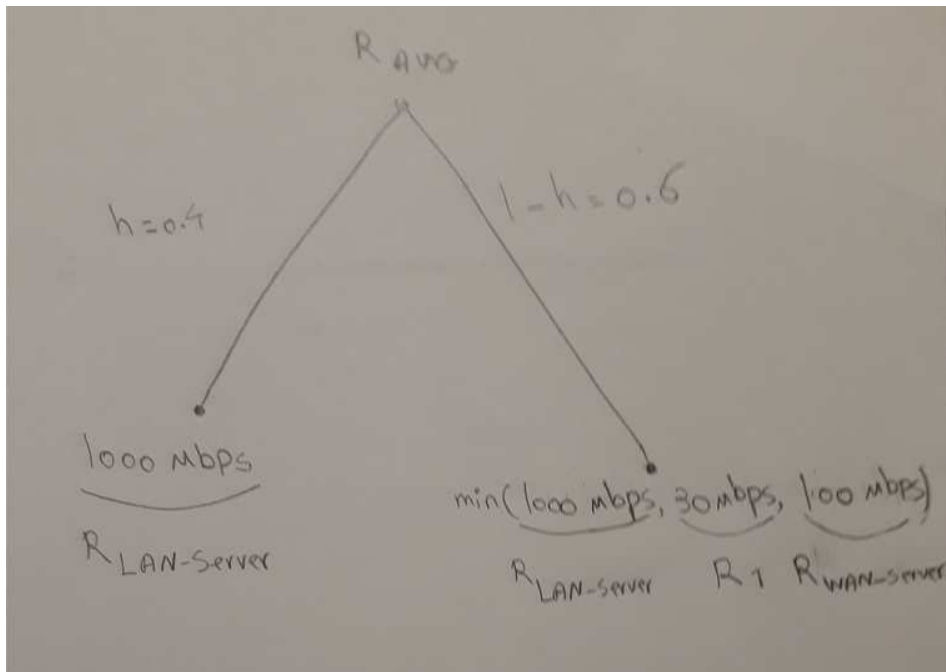 R AVG
h=0.4
1-h=0.6
1000 Mbps
R LAN-Server
min(1000 Mbps, 30 Mbps, 100 Mbps)
R LAN-server R1 R WAN-server